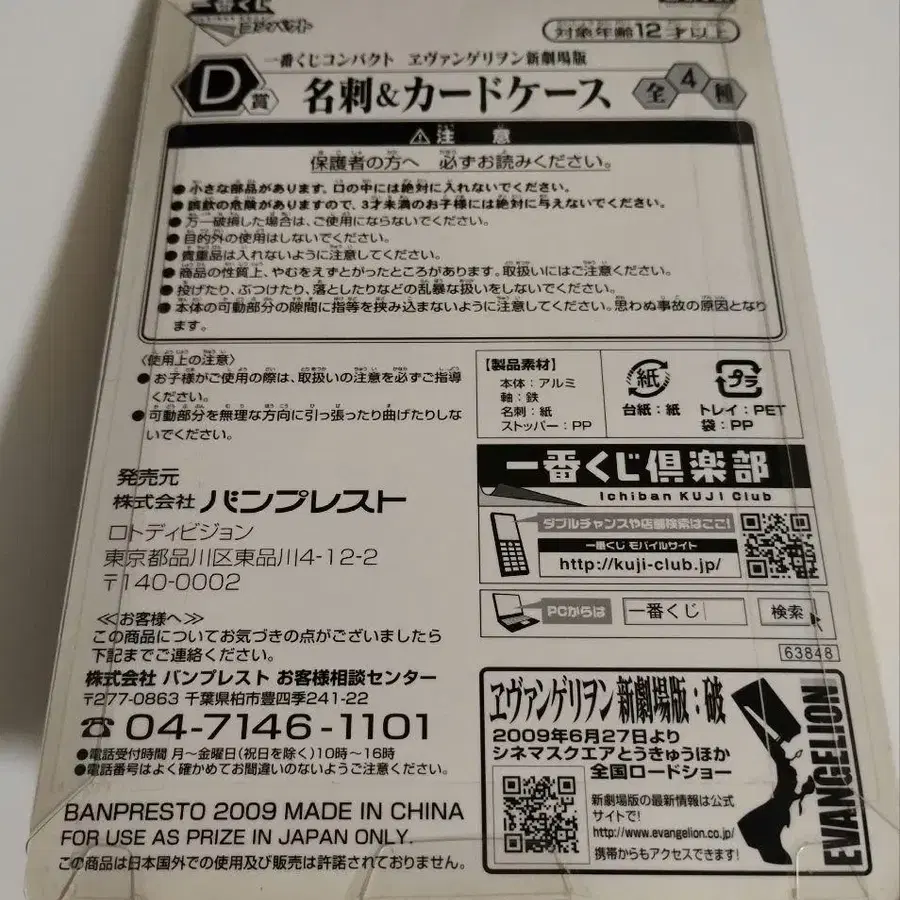 一番くじ
コンパクト
対象年齢12才以上
一番くじコンパクト ヱヴァンゲリヲン新劇場版
D賞 名刺&カードケース 全4種
⚠注 意
保護者の方へ 必ずお読みください。
●小さな部品があります。口の中には絶対に入れないでください。
●誤飲の危険がありますので、3才未満のお子様には絶対に与えないでください。
●万一破損した場合は、ご使用にならないでください。
●目的外の使用はしないでください。
●貴重品は入れないように注意してください。
●商品の性質上、やむをえずとがったところがあります。取扱いにはご注意ください。
●投げたり、ぶつけたり、落としたりなどの乱暴な扱いをしないでください。
●本体の可動部分の隙間に指等を挟み込まないように注意してください。思わぬ事故の原因となり
ます。
〈使用上の注意〉
●お子様がご使用の際は、取扱いの注意を必ずご指導
ください。
●可動部分を無理な方向に引っ張ったり曲げたりしな
いでください。
【製品素材】
本体:アルミ
軸:鉄
名刺:紙
ストッパー:PP
紙
台紙:紙
プラ
トレイ:PET
袋:PP
発売元
株式会社 バンプレスト
ロトディビジョン
東京都品川区東品川4-12-2
〒140-0002
一番くじ倶楽部
Ichiban KUJI Club
ダブルチャンスや店舗検索はここ!
一番くじ モバイルサイト
http://kuji-club.jp/
PCからは 一番くじ 検索
63848
≪お客様へ≫
この商品についてお気づきの点がございましたら
下記までご連絡ください。
株式会社 バンプレスト お客様相談センター
〒277-0863 千葉県柏市豊四季241-22
☎04-7146-1101
●電話受付時間 月〜金曜日(祝日を除く)10時〜16時
●電話番号はよく確かめてお間違いのないようご注意ください。
BANPRESTO 2009 MADE IN CHINA
FOR USE AS PRIZE IN JAPAN ONLY.
この商品は日本国外での使用及び販売は許諾されておりません。
ヱヴァンゲリヲン新劇場版:破
2009年6月27日より
シネマスクエアとうきゅうほか
全国ロードショー
新劇場版の最新情報は公式
サイトで!
http://www.evangelion.co.jp/
携帯からもアクセスできます!
EVANGELION